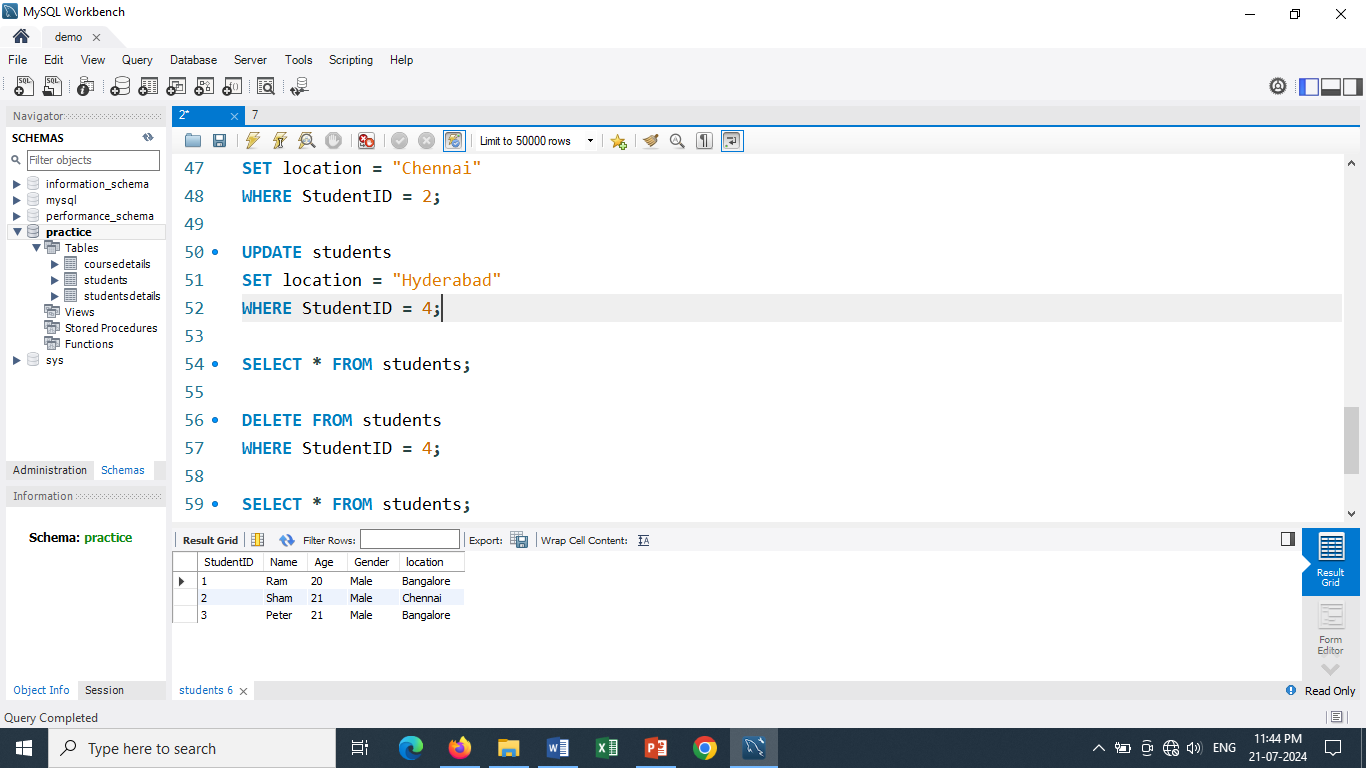 MySQL Workbench
demo
File Edit View Query Database Server Tools Scripting Help
Navigator
SCHEMAS
Filter objects
information_schema
mysql
performance_schema
practice
Tables
coursedetails
students
studentsdetails
Views
Stored Procedures
Functions
sys
Administration Schemas
Information
Schema: practice
Object Info Session
2* 7
Limit to 50000 rows
47 SET location = "Chennai"
48 WHERE StudentID = 2;
49
50 UPDATE students
51 SET location = "Hyderabad"
52 WHERE StudentID = 4;
53
54 SELECT * FROM students;
55
56 DELETE FROM students
57 WHERE StudentID = 4;
58
59 SELECT * FROM students;
Result Grid Filter Rows: Export: Wrap Cell Content:
StudentID Name Age Gender location
1 Ram 20 Male Bangalore
2 Sham 21 Male Chennai
3 Peter 21 Male Bangalore
Result
Grid
Form
Editor
students 6
Read Only
Query Completed
Type here to search
ENG
11:44 PM
21-07-2024